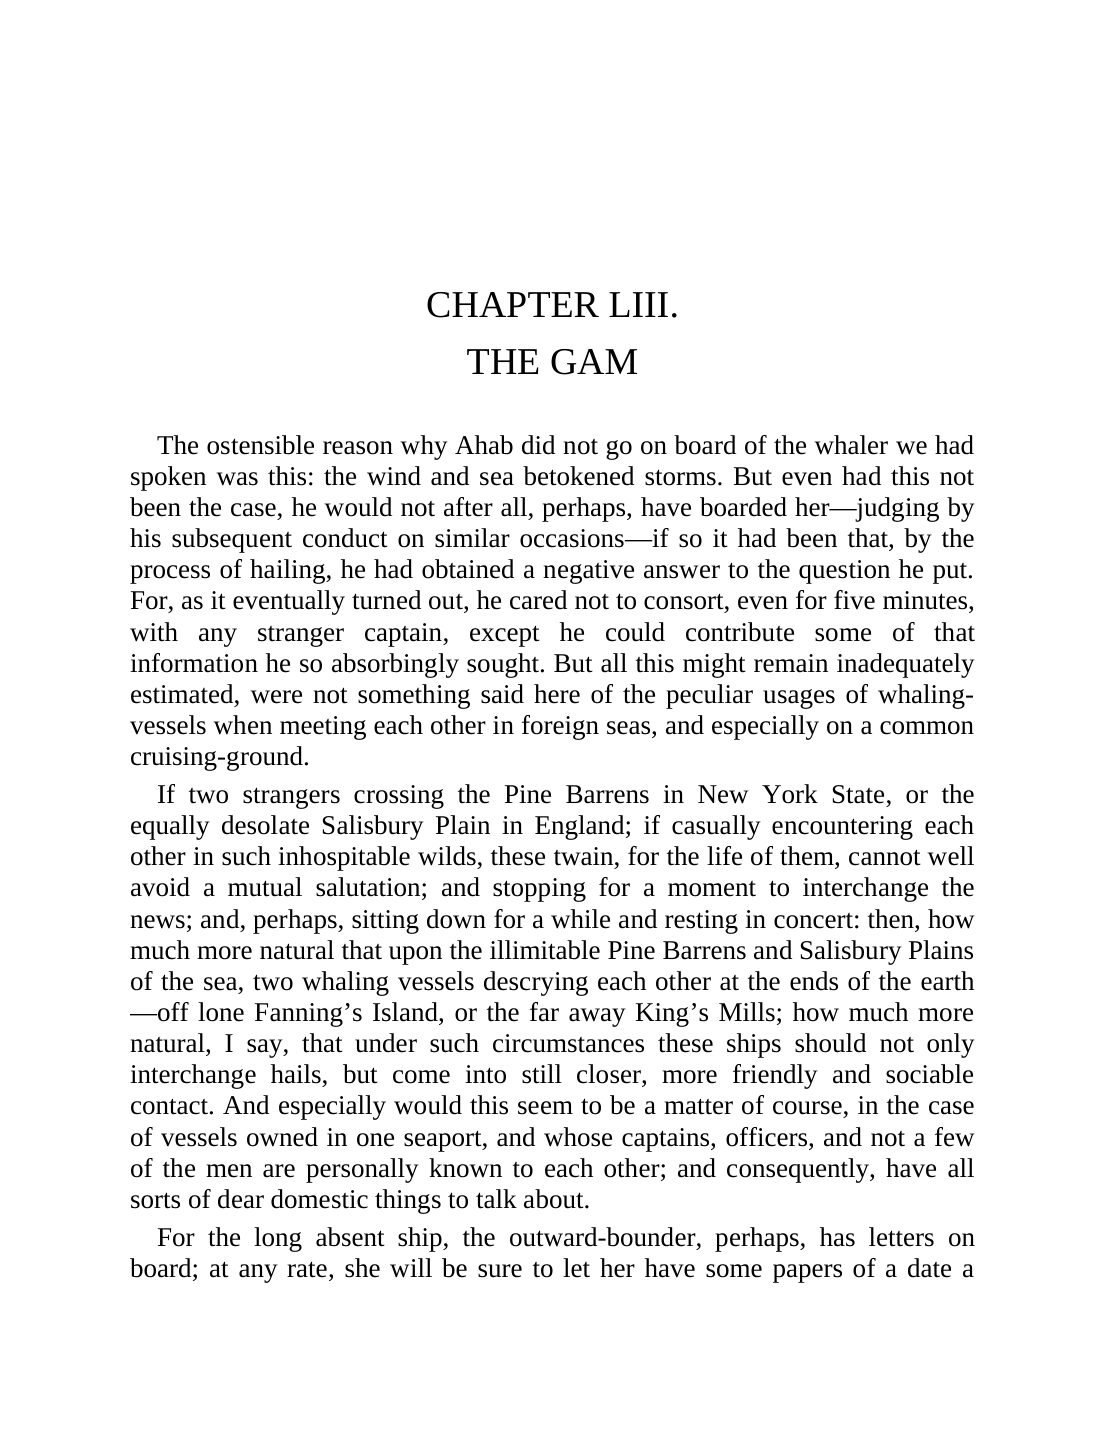 CHAPTER LIII.
THE GAM
The ostensible reason why Ahab did not go on board of the whaler we had
spoken was this: the wind and sea betokened storms. But even had this not
been the case, he would not after all, perhaps, have boarded her—judging by
his subsequent conduct on similar occasions—if so it had been that, by the
process of hailing, he had obtained a negative answer to the question he put.
For, as it eventually turned out, he cared not to consort, even for five minutes,
with any stranger captain, except he could contribute some of that
information he so absorbingly sought. But all this might remain inadequately
estimated, were not something said here of the peculiar usages of whaling-
vessels when meeting each other in foreign seas, and especially on a common
cruising-ground.
If two strangers crossing the Pine Barrens in New York State, or the
equally desolate Salisbury Plain in England; if casually encountering each
other in such inhospitable wilds, these twain, for the life of them, cannot well
avoid a mutual salutation; and stopping for a moment to interchange the
news; and, perhaps, sitting down for a while and resting in concert: then, how
much more natural that upon the illimitable Pine Barrens and Salisbury Plains
of the sea, two whaling vessels descrying each other at the ends of the earth
—off lone Fanning’s Island, or the far away King’s Mills; how much more
natural, I say, that under such circumstances these ships should not only
interchange hails, but come into still closer, more friendly and sociable
contact. And especially would this seem to be a matter of course, in the case
of vessels owned in one seaport, and whose captains, officers, and not a few
of the men are personally known to each other; and consequently, have all
sorts of dear domestic things to talk about.
For the long absent ship, the outward-bounder, perhaps, has letters on
board; at any rate, she will be sure to let her have some papers of a date a